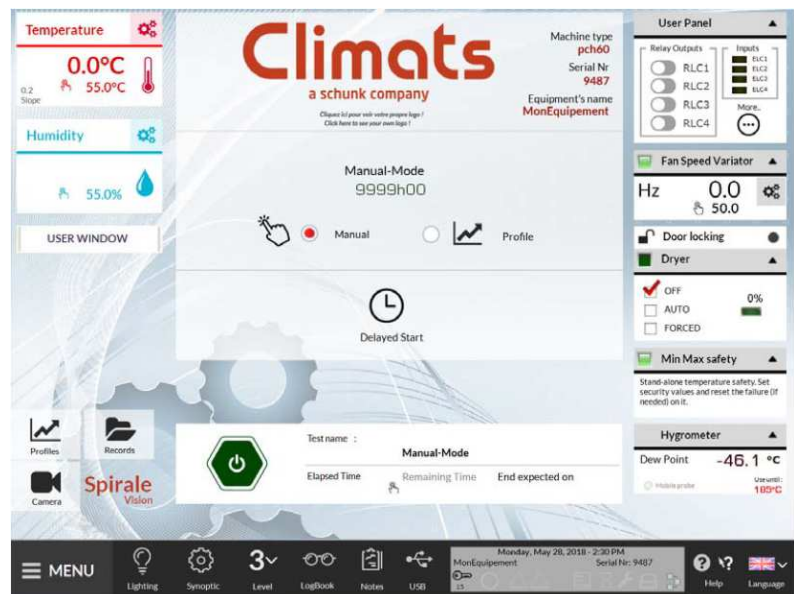 Temperature
0.0°C
55.0°C
0.2
Slope
Humidity
55.0%
USER WINDOW
Climats
a schunk company
Cliquez ici pour voir votre propre logo !
Click here to see your own logo !
Machine type
pch60
Serial Nr
9487
Equipment's name
MonEquipement
Manual-Mode
9999h00
Manual
Profile
Delayed Start
Test name :
Manual-Mode
Elapsed Time
Remaining Time
End expected on
Profiles
Records
Camera
Spirale
Vision
User Panel
Relay Outputs
Inputs
RLC1
RLC2
RLC3
RLC4
ELC1
ELC2
ELC3
ELC4
More..
Fan Speed Variator
Hz
0.0
50.0
Door locking
Dryer
OFF
AUTO
FORCED
0%
Min Max safety
Stand-alone temperature safety. Set
security values and reset the failure (if
needed) on it.
Hygrometer
Dew Point
-46.1 °C
Mobile probe
Use until :
185°C
MENU
Lighting
Synoptic
3
Level
LogBook
Notes
USB
Monday, May 28, 2018 - 2:30 PM
MonEquipement
Serial Nr: 9487
15
Help
Language